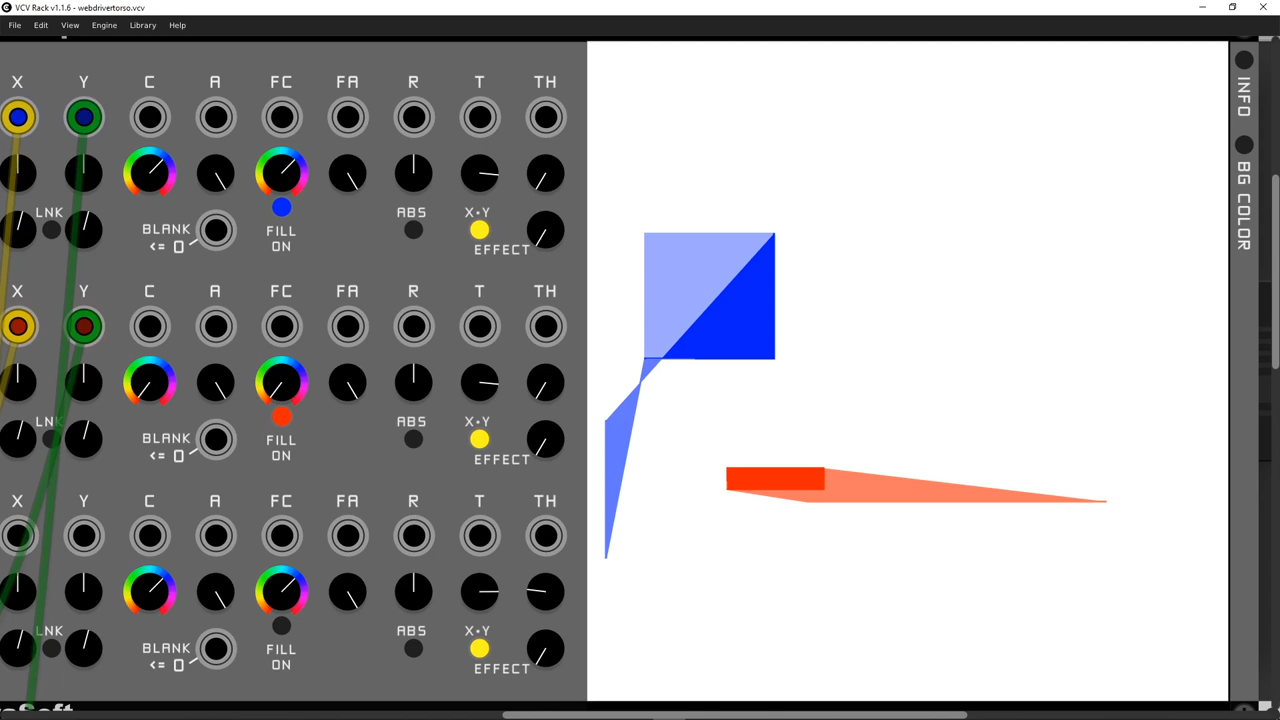 VCV Rack v1.1.6 - webdrivertorso.vcv
File Edit View Engine Library Help
X Y C A FC FA R T TH
LNK BLANK <= 0 FILL ON ABS X•Y EFFECT
X Y C A FC FA R T TH
LNK BLANK <= 0 FILL ON ABS X•Y EFFECT
X Y C A FC FA R T TH
LNK BLANK <= 0 FILL ON ABS X•Y EFFECT
INFO
BG COLOR